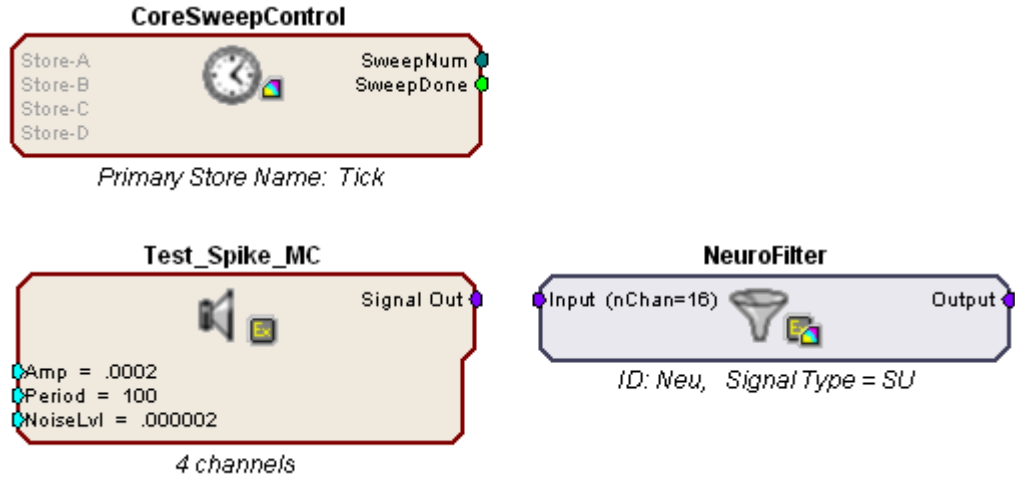 CoreSweepControl
Store-A
SweepNum
Store-B
SweepDone
Store-C
Store-D
Primary Store Name: Tick
Test_Spike_MC
Signal Out
Ex
Amp = .0002
Period = 100
NoiseLvl = .000002
4 channels
NeuroFilter
Input (nChan=16)
Output
ID: Neu, Signal Type = SU